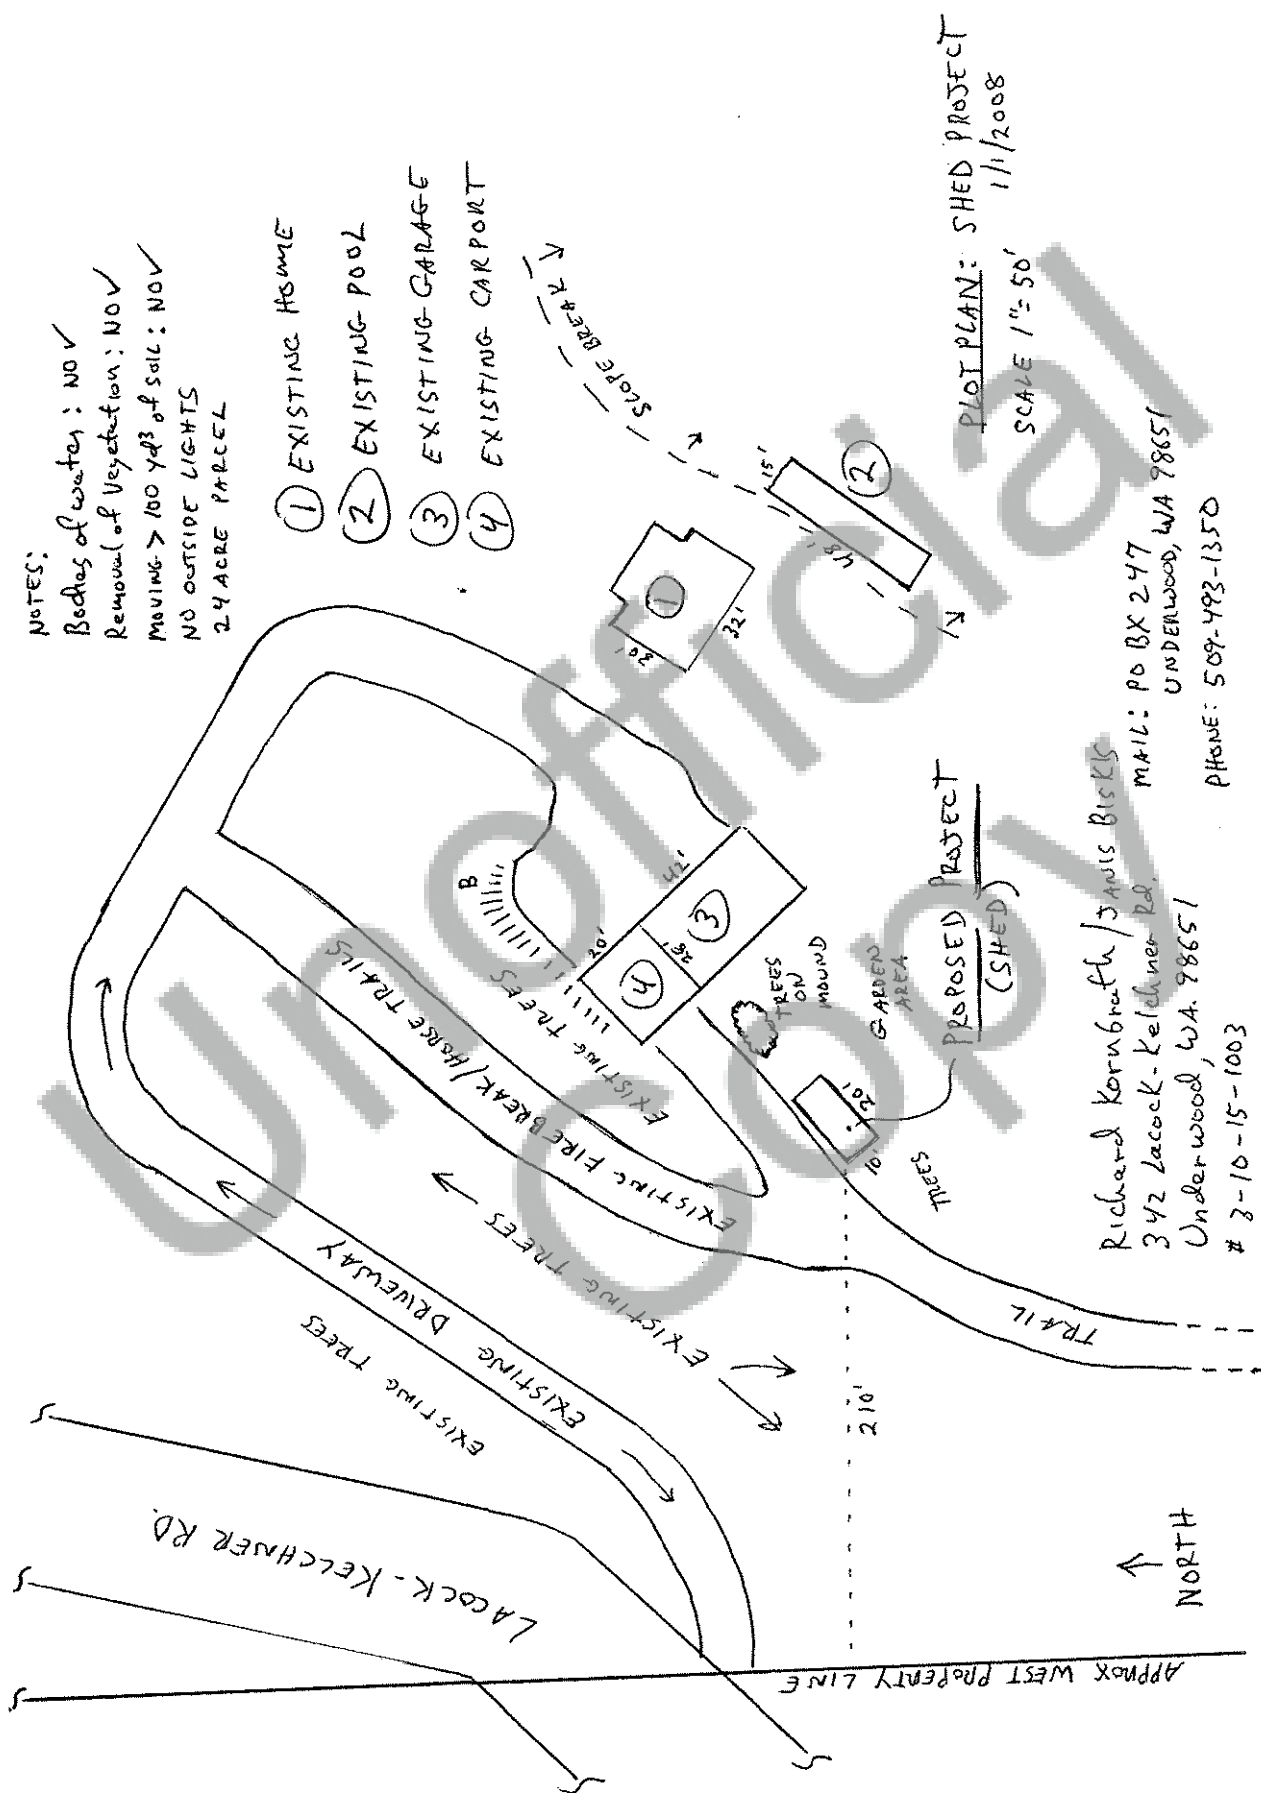 NOTES:
Bodies of water: NO ✓
Removal of Vegetation: NO ✓
MOVING > 100 yd³ of soil: NO ✓
NO OUTSIDE LIGHTS
24 ACRE PARCEL
① EXISTING HOME
② EXISTING POOL
③ EXISTING GARAGE
④ EXISTING CARPORT
SLOPE BREAK
1
30'
32'
15'
48'
2
B
42'
20'
28'
3
4
EXISTING TREES
EXISTING FIREBREAK/HORSE TRAILS
EXISTING TREES
EXISTING DRIVEWAY
EXISTING TREES
LACOCK-KELCHNER RD.
TREES
ON
MOUND
GARDEN
AREA
20'
10'
TREES
PROPOSED PROJECT
(SHED)
TRAIL
210'
APPROX WEST PROPERTY LINE
NORTH
PLOT PLAN: SHED PROJECT
1/1/2008
SCALE 1"=50'
Richard Kornbrath/JANIS BISKIS
342 Lacock-Kelchner Rd.
Underwood, WA. 98651
# 3-10-15-1003
MAIL: PO BX 247
UNDERWOOD, WA 98651
PHONE: 509-493-1350
Unofficial
Copy